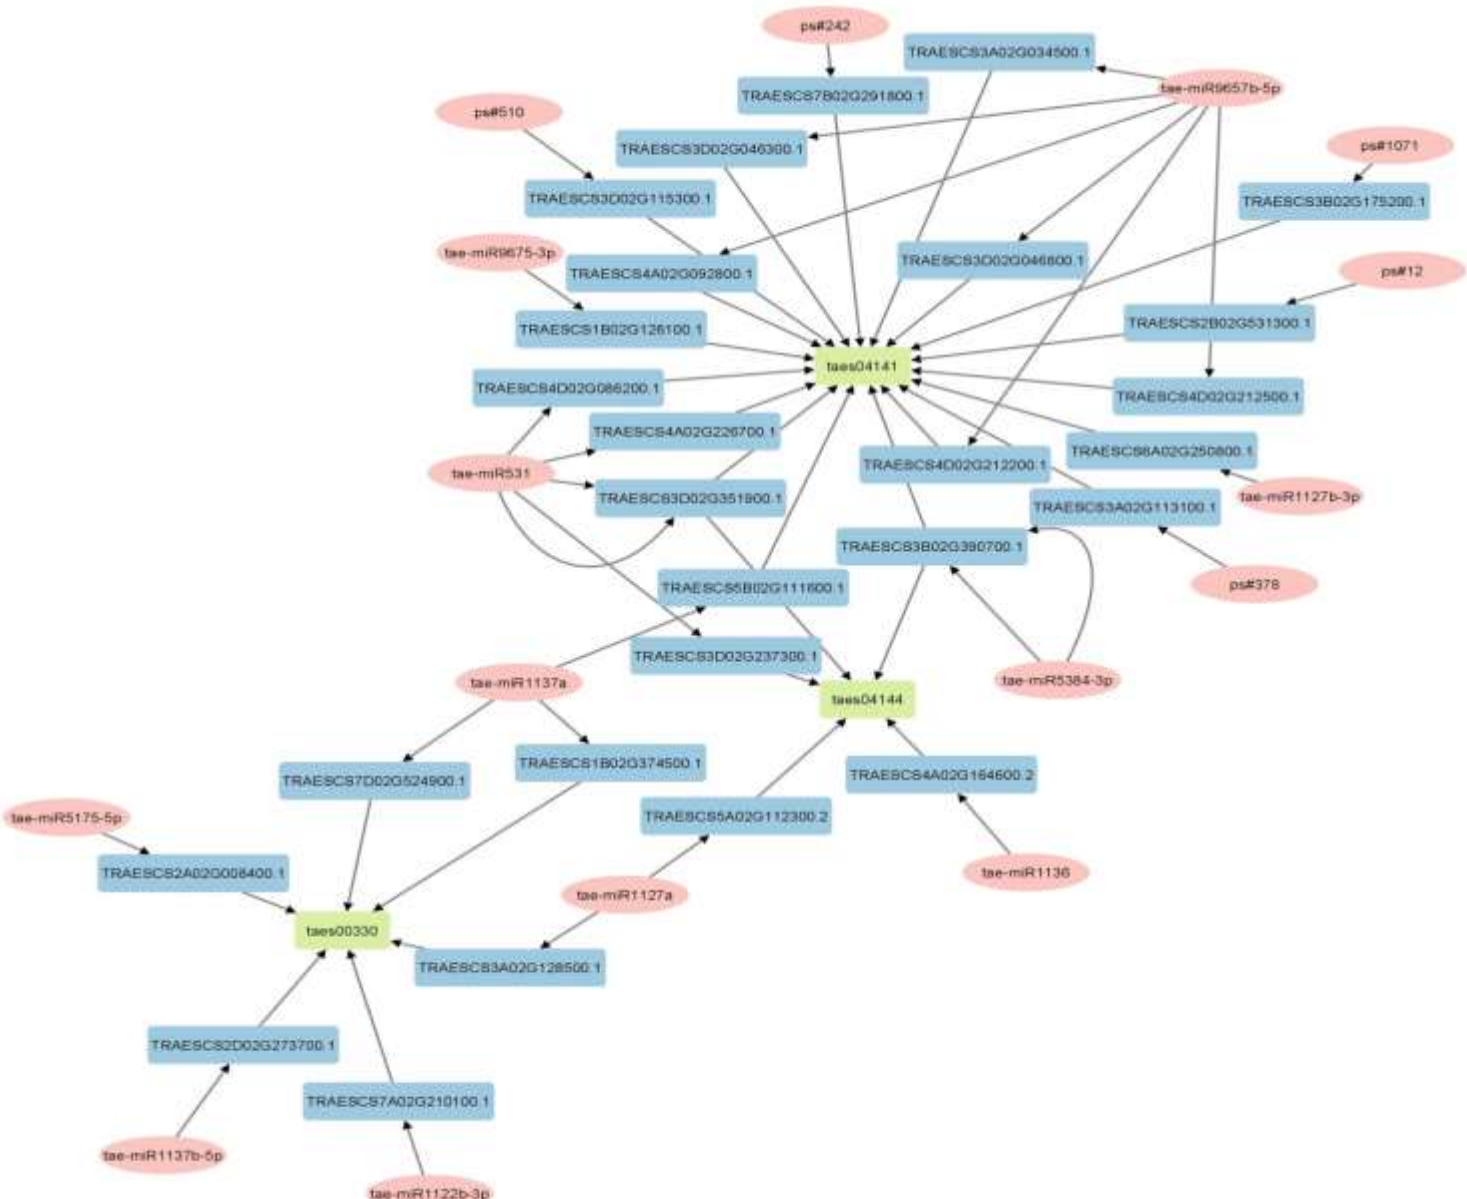 ps#242
TRAESCS3A02G034500.1
tae-miR9657b-5p
TRAESCS7B02G291800.1
ps#510
TRAESCS3D02G046300.1
ps#1071
TRAESCS3D02G115300.1
TRAESCS3B02G175200.1
tae-miR9675-3p
TRAESCS4A02G092800.1
TRAESCS3D02G046800.1
ps#12
TRAESCS1B02G126100.1
TRAESCS2B02G531300.1
taes04141
TRAESCS4D02G086200.1
TRAESCS4D02G212500.1
TRAESCS4A02G226700.1
TRAESCS6A02G250800.1
tae-miR531
TRAESCS4D02G212200.1
TRAESCS3D02G351900.1
tae-miR1127b-3p
TRAESCS3A02G113100.1
TRAESCS3B02G390700.1
TRAESCS5B02G111600.1
ps#378
TRAESCS3D02G237300.1
tae-miR1137a
tae-miR5384-3p
taes04144
TRAESCS7D02G524900.1
TRAESCS1B02G374500.1
TRAESCS4A02G164600.2
tae-miR5175-5p
TRAESCS5A02G112300.2
TRAESCS2A02G008400.1
tae-miR1136
tae-miR1127a
taes00330
TRAESCS3A02G128500.1
TRAESCS2D02G273700.1
TRAESCS7A02G210100.1
tae-miR1137b-5p
tae-miR1122b-3p